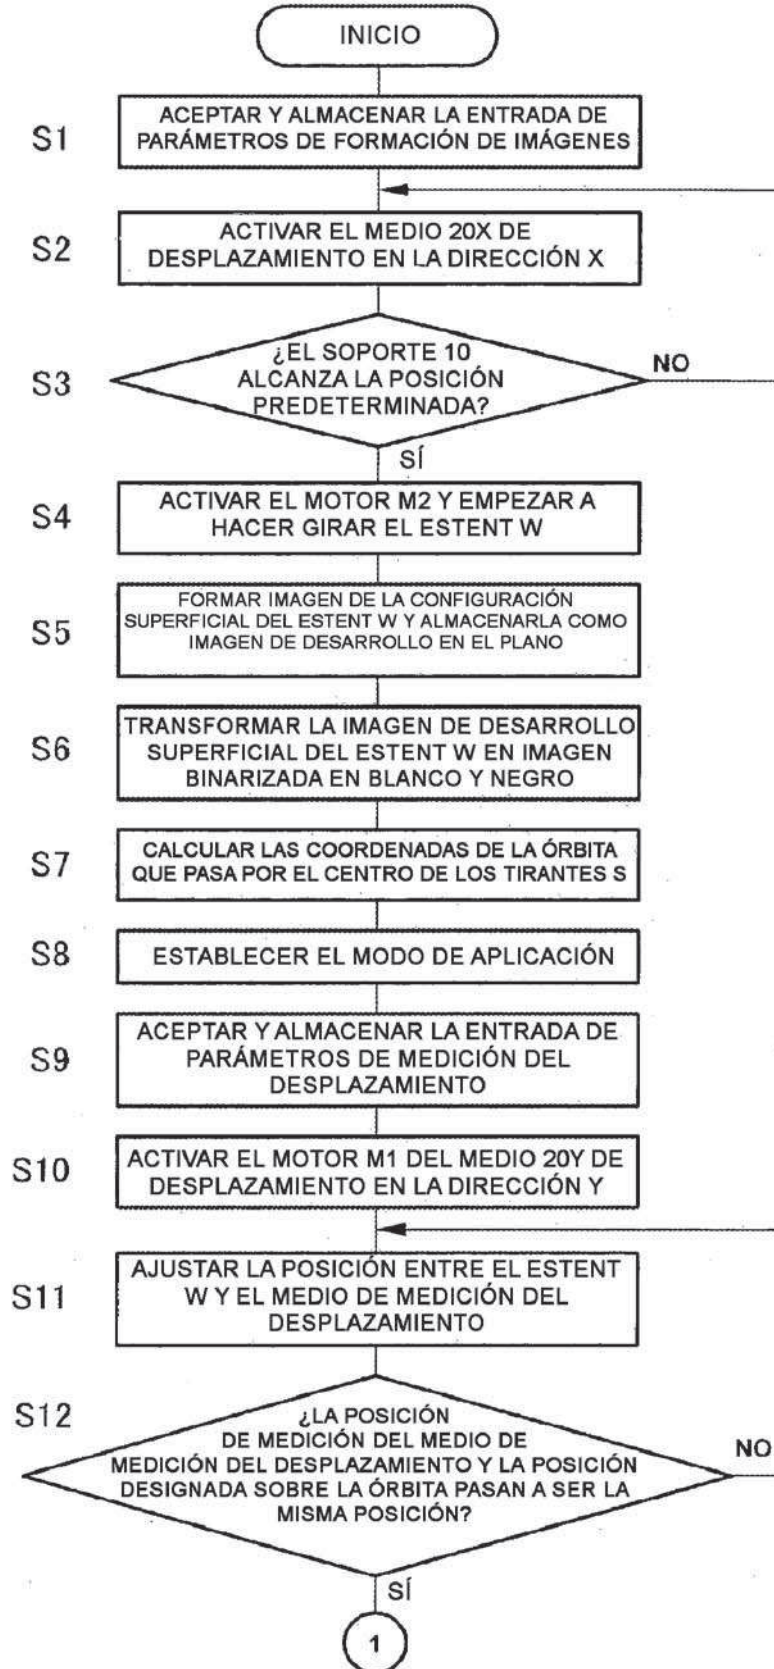 INICIO
S1
ACEPTAR Y ALMACENAR LA ENTRADA DE
PARÁMETROS DE FORMACIÓN DE IMÁGENES
S2
ACTIVAR EL MEDIO 20X DE
DESPLAZAMIENTO EN LA DIRECCIÓN X
S3
¿EL SOPORTE 10
ALCANZA LA POSICIÓN
PREDETERMINADA?
NO
SÍ
S4
ACTIVAR EL MOTOR M2 Y EMPEZAR A
HACER GIRAR EL ESTENT W
S5
FORMAR IMAGEN DE LA CONFIGURACIÓN
SUPERFICIAL DEL ESTENT W Y ALMACENARLA COMO
IMAGEN DE DESARROLLO EN EL PLANO
S6
TRANSFORMAR LA IMAGEN DE DESARROLLO
SUPERFICIAL DEL ESTENT W EN IMAGEN
BINARIZADA EN BLANCO Y NEGRO
S7
CALCULAR LAS COORDENADAS DE LA ÓRBITA
QUE PASA POR EL CENTRO DE LOS TIRANTES S
S8
ESTABLECER EL MODO DE APLICACIÓN
S9
ACEPTAR Y ALMACENAR LA ENTRADA DE
PARÁMETROS DE MEDICIÓN DEL
DESPLAZAMIENTO
S10
ACTIVAR EL MOTOR M1 DEL MEDIO 20Y DE
DESPLAZAMIENTO EN LA DIRECCIÓN Y
S11
AJUSTAR LA POSICIÓN ENTRE EL ESTENT
W Y EL MEDIO DE MEDICIÓN DEL
DESPLAZAMIENTO
S12
¿LA POSICIÓN
DE MEDICIÓN DEL MEDIO DE
MEDICIÓN DEL DESPLAZAMIENTO Y LA POSICIÓN
DESIGNADA SOBRE LA ÓRBITA PASAN A SER LA
MISMA POSICIÓN?
NO
SÍ
1